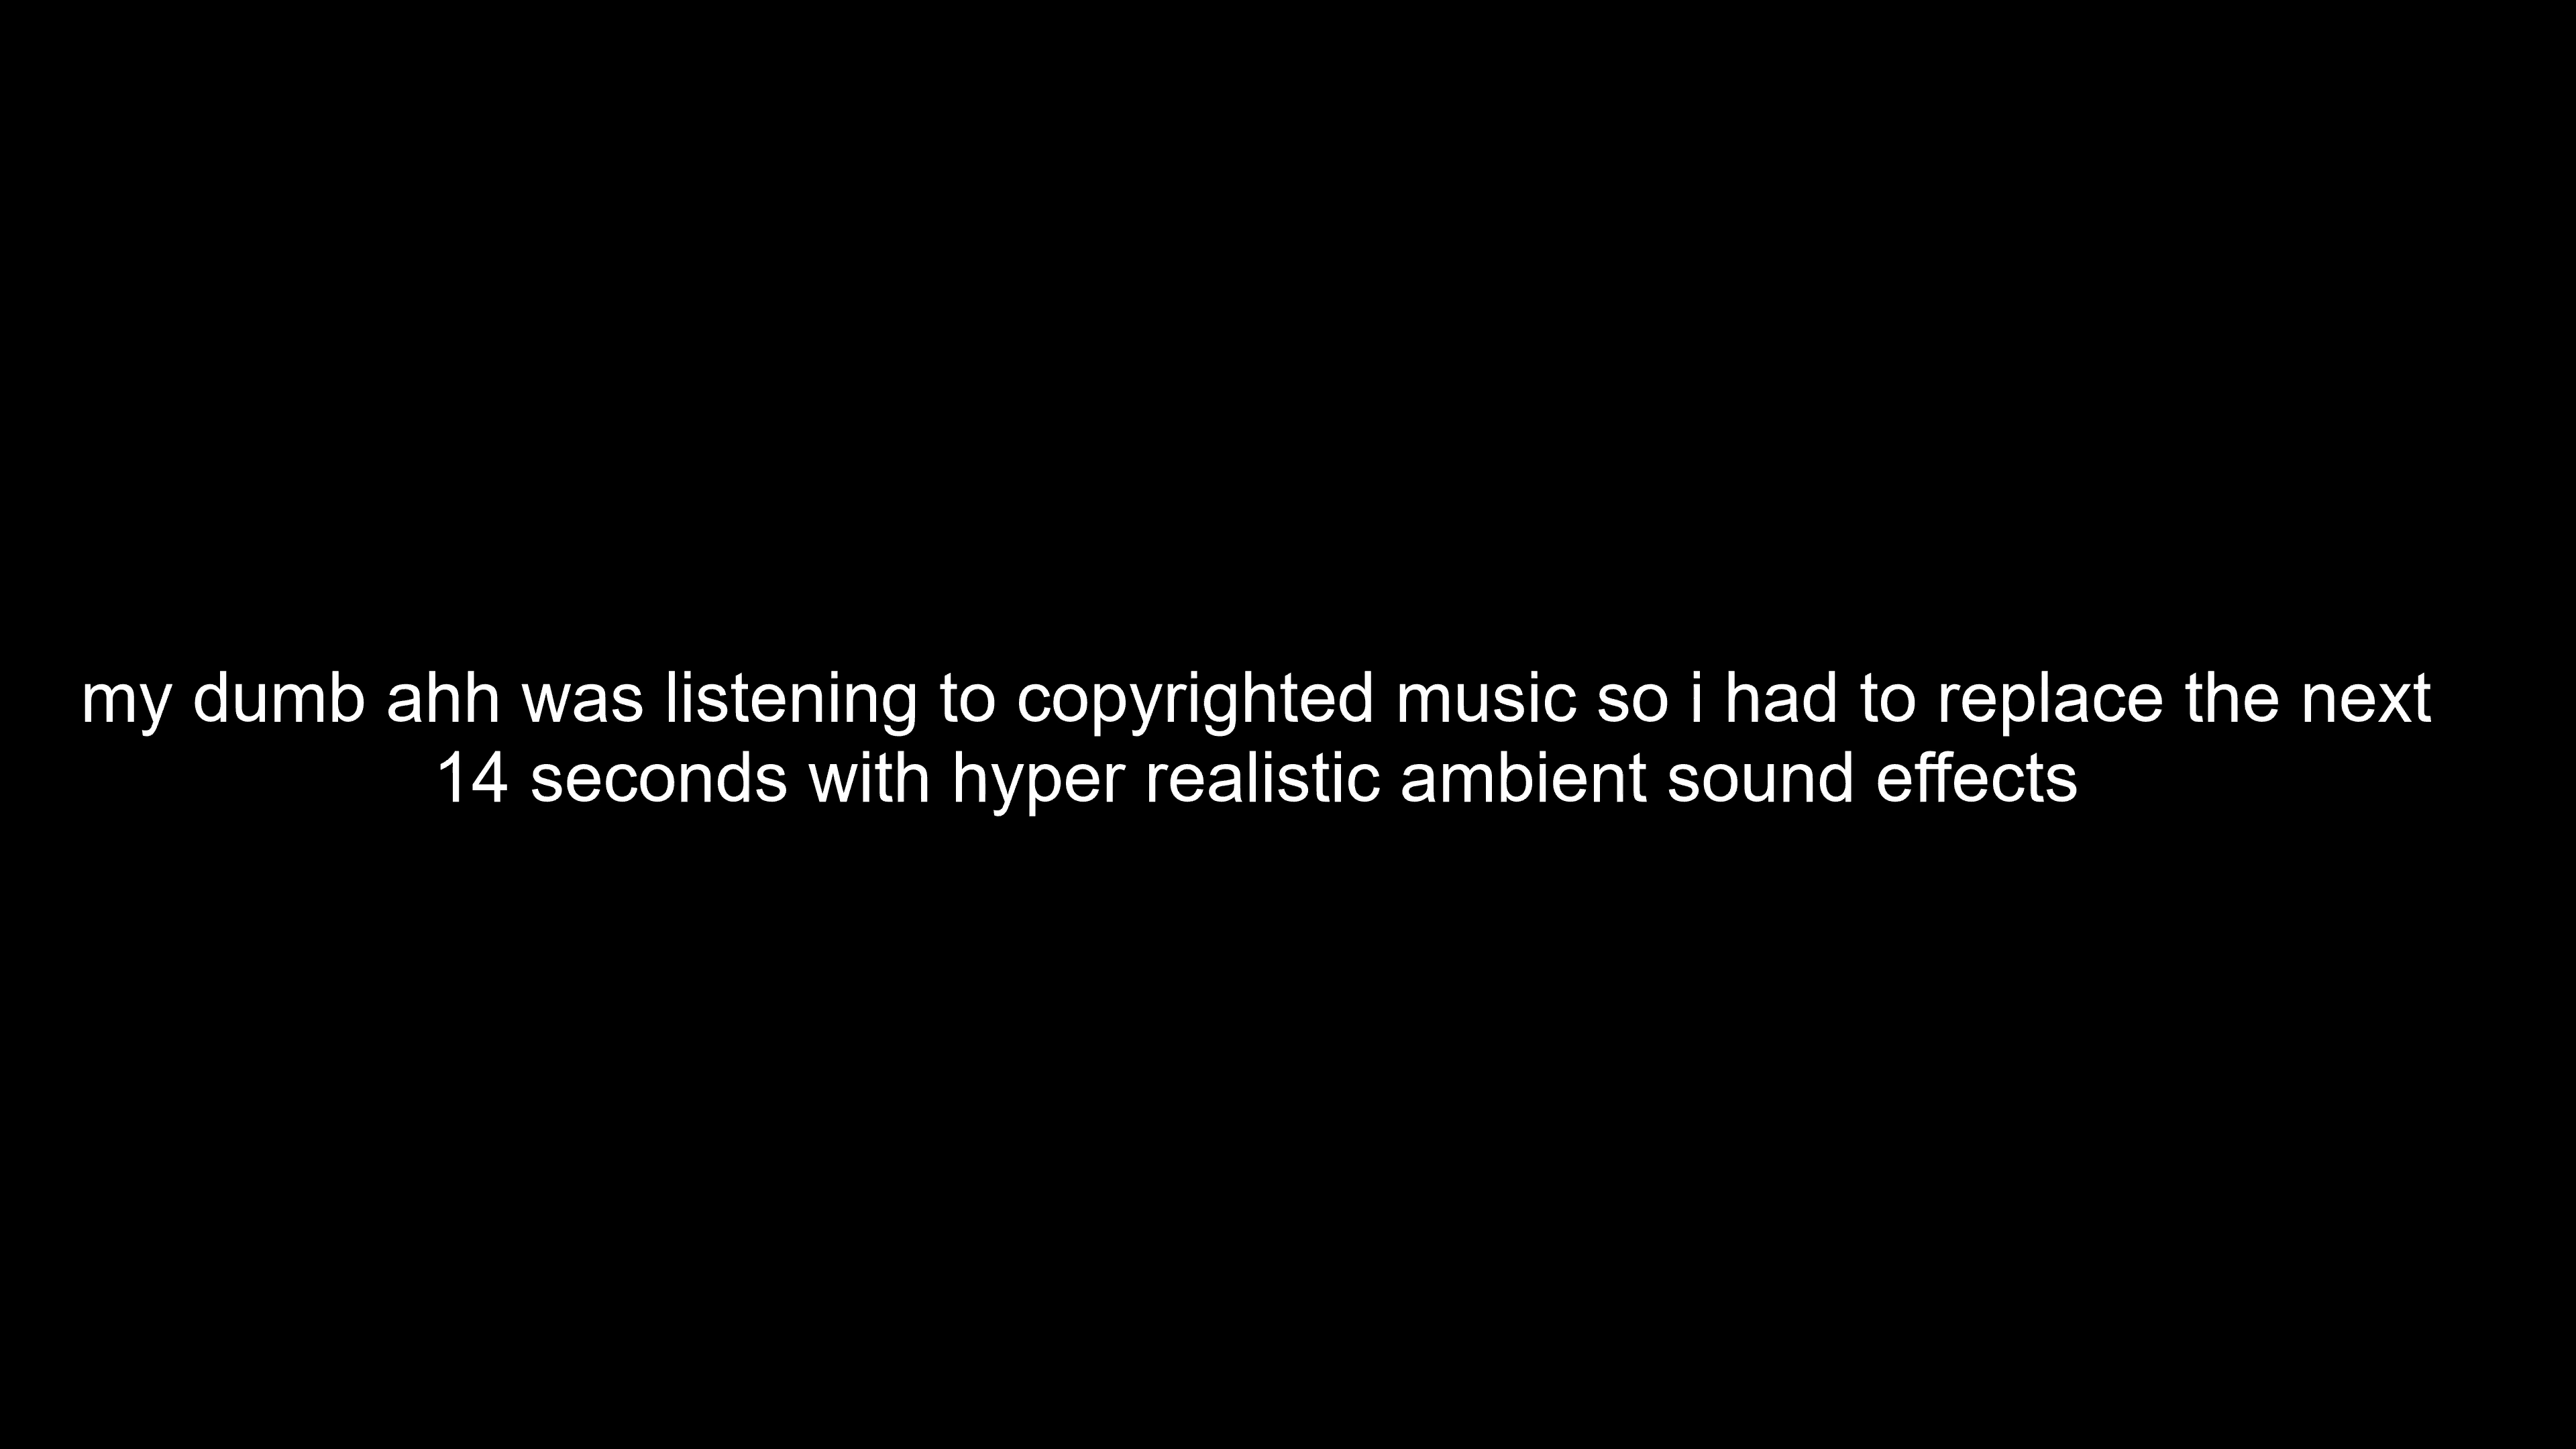 my dumb ahh was listening to copyrighted music so i had to replace the next
14 seconds with hyper realistic ambient sound effects